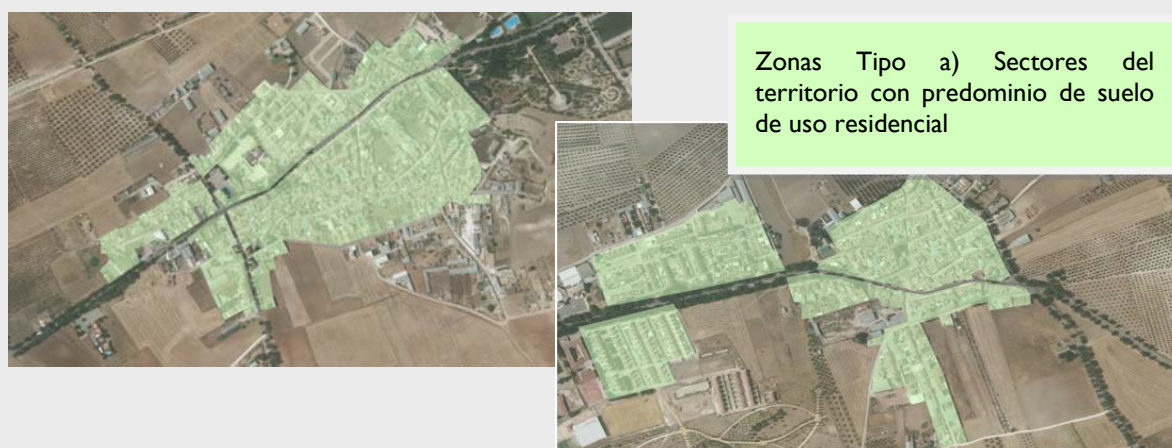 Zonas Tipo a) Sectores del
territorio con predominio de suelo
de uso residencial